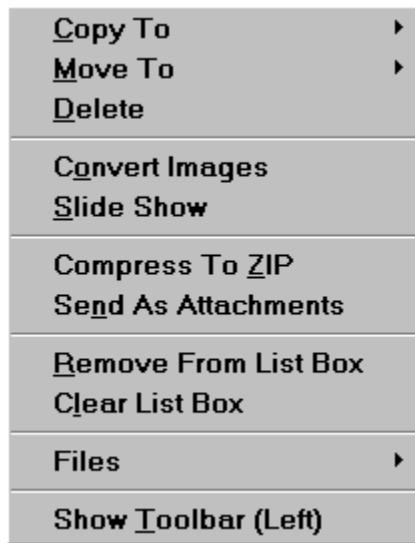 Copy To
Move To
Delete
Convert Images
Slide Show
Compress To ZIP
Send As Attachments
Remove From List Box
Clear List Box
Files
Show Toolbar (Left)